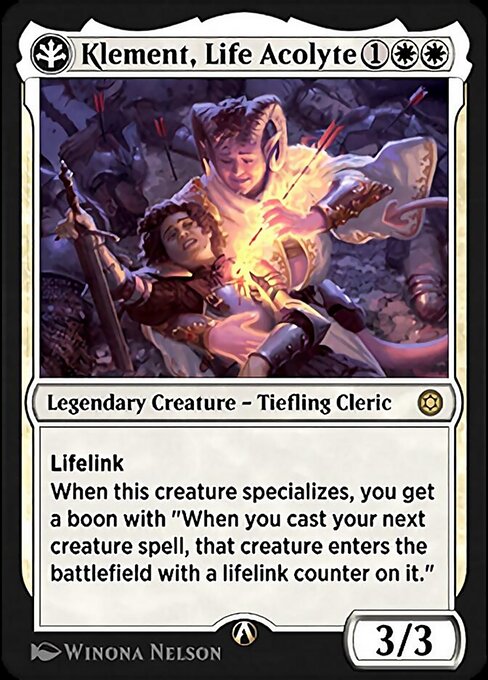 Klement, Life Acolyte 1
Legendary Creature – Tiefling Cleric
Lifelink
When this creature specializes, you get
a boon with "When you cast your next
creature spell, that creature enters the
battlefield with a lifelink counter on it."
3/3
Winona Nelson